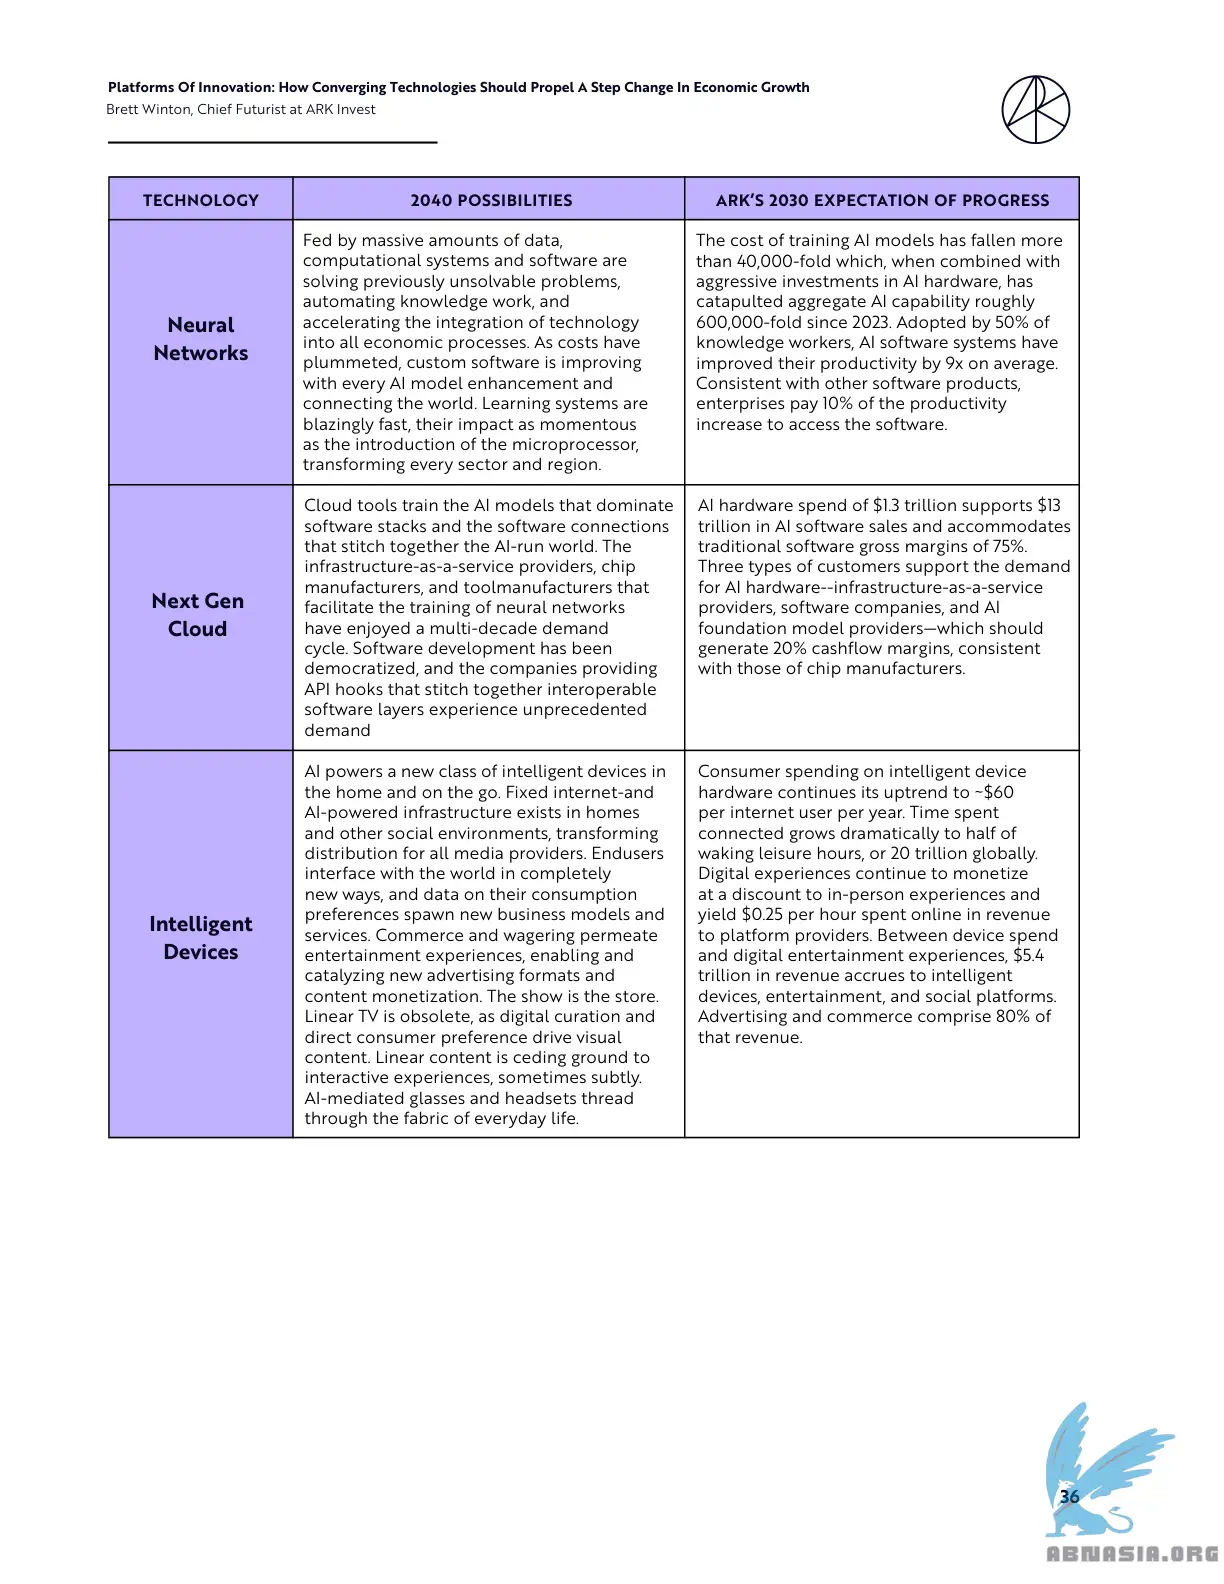 Platforms Of Innovation: How Converging Technologies Should Propel A Step Change In Economic Growth
Brett Winton, Chief Futurist at ARK Invest
TECHNOLOGY
2040 POSSIBILITIES
ARK'S 2030 EXPECTATION OF PROGRESS
Neural
Networks
Fed by massive amounts of data,
computational systems and software are
solving previously unsolvable problems,
automating knowledge work, and
accelerating the integration of technology
into all economic processes. As costs have
plummeted, custom software is improving
with every AI model enhancement and
connecting the world. Learning systems are
blazingly fast, their impact as momentous
as the introduction of the microprocessor,
transforming every sector and region.
The cost of training AI models has fallen more
than 40,000-fold which, when combined with
aggressive investments in AI hardware, has
catapulted aggregate AI capability roughly
600,000-fold since 2023. Adopted by 50% of
knowledge workers, AI software systems have
improved their productivity by 9x on average.
Consistent with other software products,
enterprises pay 10% of the productivity
increase to access the software.
Next Gen
Cloud
Cloud tools train the AI models that dominate
software stacks and the software connections
that stitch together the AI-run world. The
infrastructure-as-a-service providers, chip
manufacturers, and toolmanufacturers that
facilitate the training of neural networks
have enjoyed a multi-decade demand
cycle. Software development has been
democratized, and the companies providing
API hooks that stitch together interoperable
software layers experience unprecedented
demand
AI hardware spend of $1.3 trillion supports $13
trillion in AI software sales and accommodates
traditional software gross margins of 75%.
Three types of customers support the demand
for AI hardware--infrastructure-as-a-service
providers, software companies, and AI
foundation model providers—which should
generate 20% cashflow margins, consistent
with those of chip manufacturers.
Intelligent
Devices
AI powers a new class of intelligent devices in
the home and on the go. Fixed internet-and
AI-powered infrastructure exists in homes
and other social environments, transforming
distribution for all media providers. Endusers
interface with the world in completely
new ways, and data on their consumption
preferences spawn new business models and
services. Commerce and wagering permeate
entertainment experiences, enabling and
catalyzing new advertising formats and
content monetization. The show is the store.
Linear TV is obsolete, as digital curation and
direct consumer preference drive visual
content. Linear content is ceding ground to
interactive experiences, sometimes subtly.
AI-mediated glasses and headsets thread
through the fabric of everyday life.
Consumer spending on intelligent device
hardware continues its uptrend to ~$60
per internet user per year. Time spent
connected grows dramatically to half of
waking leisure hours, or 20 trillion globally.
Digital experiences continue to monetize
at a discount to in-person experiences and
yield $0.25 per hour spent online in revenue
to platform providers. Between device spend
and digital entertainment experiences, $5.4
trillion in revenue accrues to intelligent
devices, entertainment, and social platforms.
Advertising and commerce comprise 80% of
that revenue.
36
ABNASIA.ORG